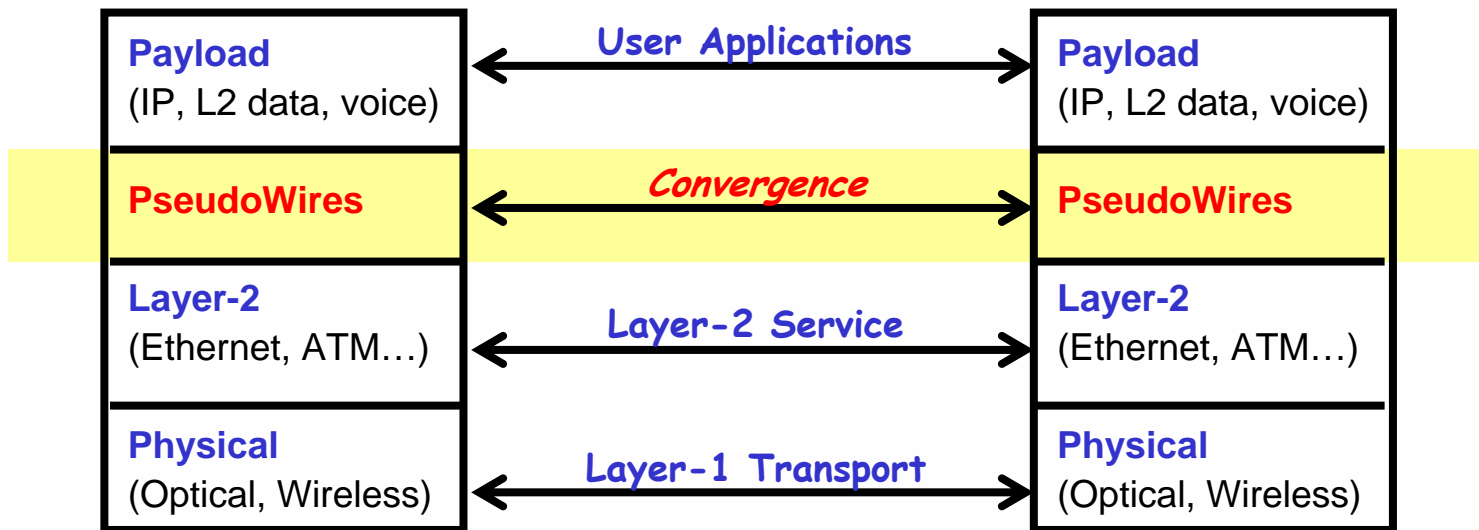 Payload
(IP, L2 data, voice)
User Applications
Payload
(IP, L2 data, voice)
PseudoWires
Convergence
PseudoWires
Layer-2
(Ethernet, ATM…)
Layer-2 Service
Layer-2
(Ethernet, ATM…)
Physical
(Optical, Wireless)
Layer-1 Transport
Physical
(Optical, Wireless)